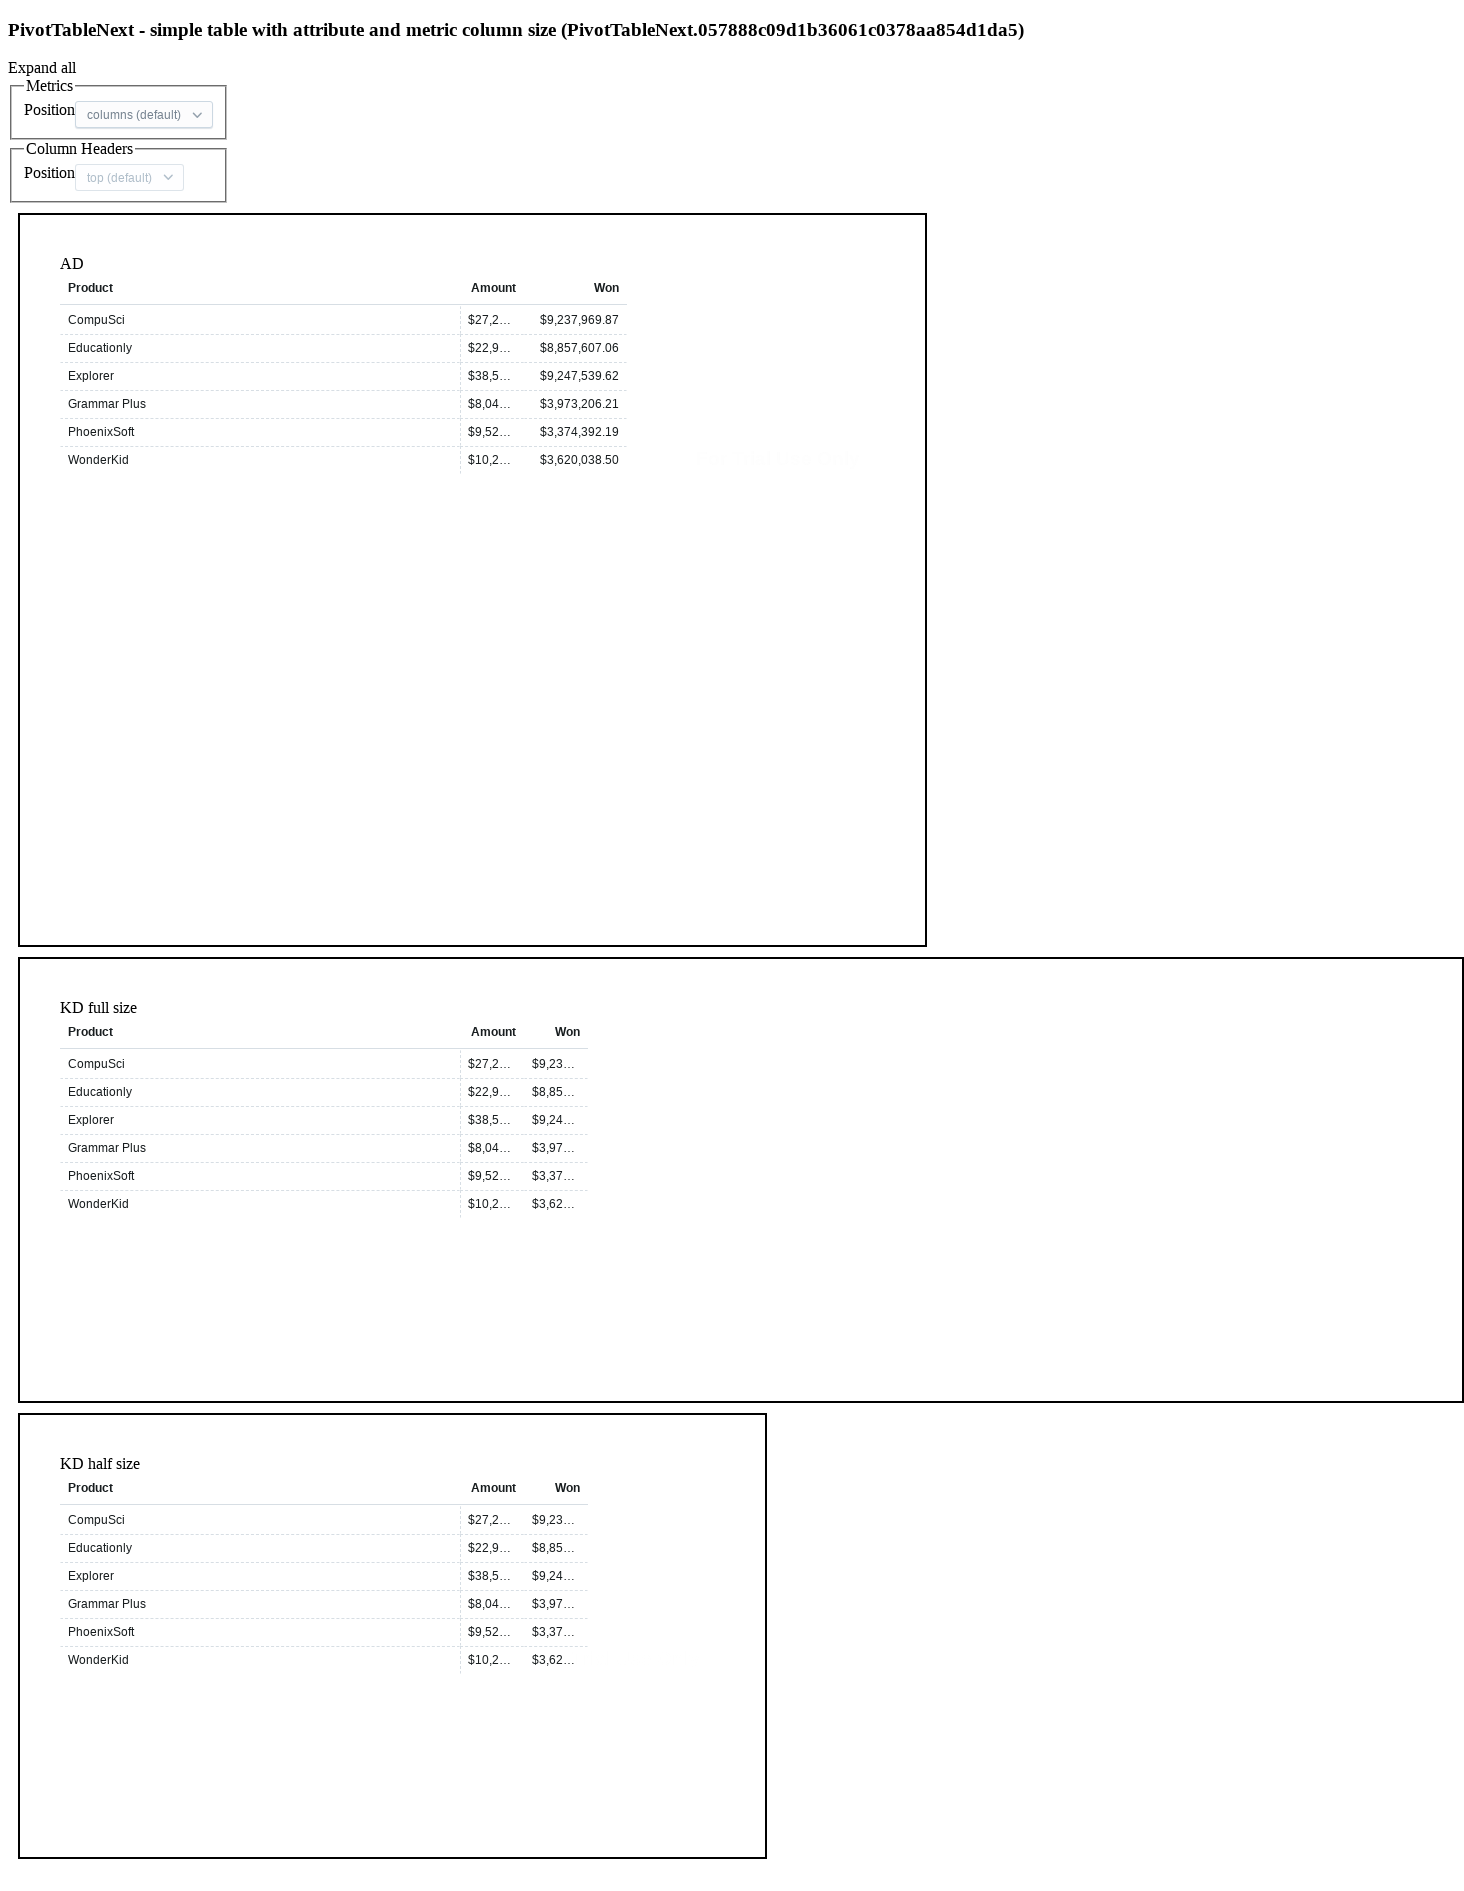 PivotTableNext - simple table with attribute and metric column size (PivotTableNext.057888c09d1b36061c0378aa854d1da5)
Expand all
Metrics
Position columns (default)
Column Headers
Position top (default)
AD
Product Amount Won
CompuSci $27,2… $9,237,969.87
Educationly $22,9… $8,857,607.06
Explorer $38,5… $9,247,539.62
Grammar Plus $8,04… $3,973,206.21
PhoenixSoft $9,52… $3,374,392.19
WonderKid $10,2… $3,620,038.50
KD full size
Product Amount Won
CompuSci $27,2… $9,23…
Educationly $22,9… $8,85…
Explorer $38,5… $9,24…
Grammar Plus $8,04… $3,97…
PhoenixSoft $9,52… $3,37…
WonderKid $10,2… $3,62…
KD half size
Product Amount Won
CompuSci $27,2… $9,23…
Educationly $22,9… $8,85…
Explorer $38,5… $9,24…
Grammar Plus $8,04… $3,97…
PhoenixSoft $9,52… $3,37…
WonderKid $10,2… $3,62…